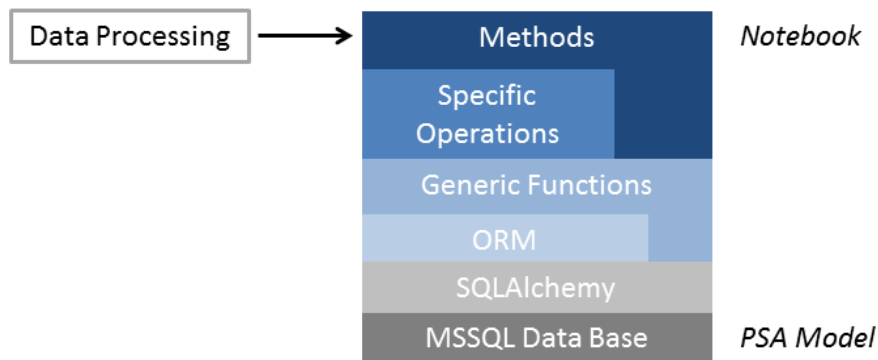 Data Processing
Methods
Notebook
Specific
Operations
Generic Functions
ORM
SQLAlchemy
MSSQL Data Base
PSA Model